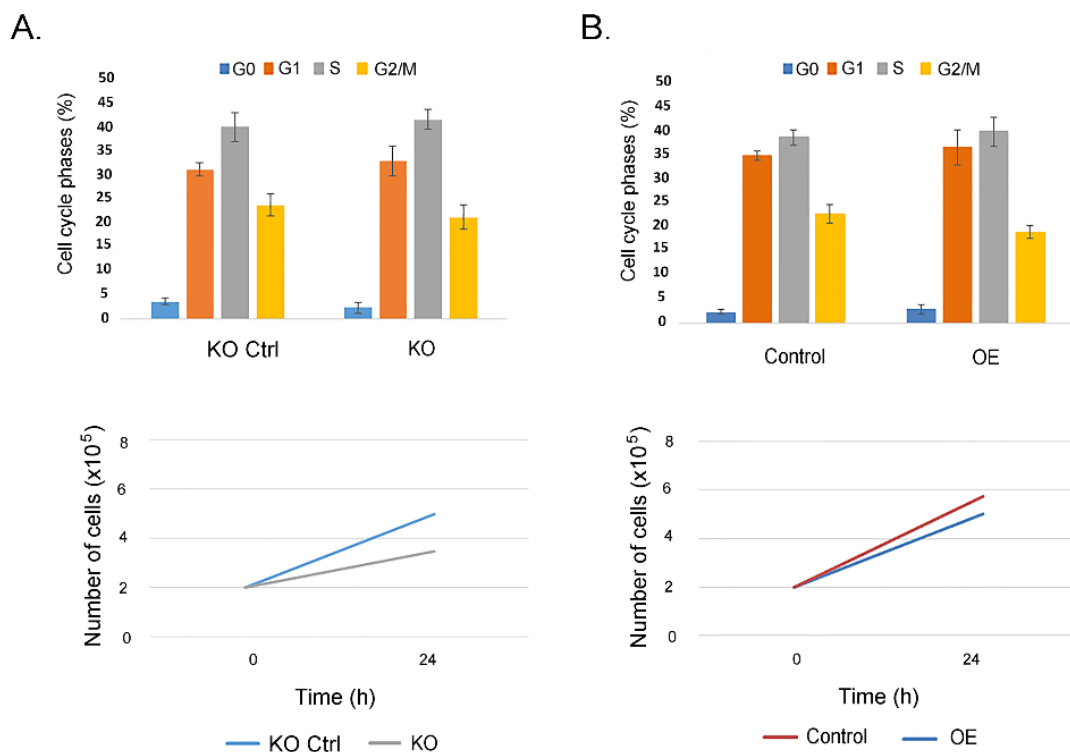 A.
G0 G1 S G2/M
Cell cycle phases (%)
50
45
40
35
30
25
20
15
10
5
0
KO Ctrl KO
Number of cells (x10⁵)
8
6
4
2
0
0 24
Time (h)
KO Ctrl KO
B.
G0 G1 S G2/M
Cell cycle phases (%)
50
45
40
35
30
25
20
15
10
5
0
Control OE
Number of cells (x10⁵)
8
6
4
2
0
0 24
Time (h)
Control OE